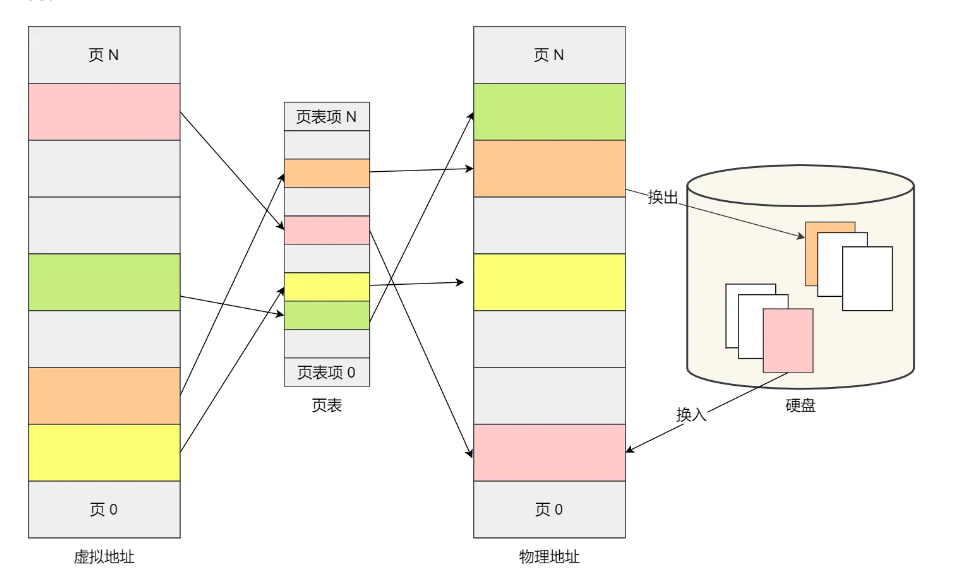 页 N
页 0
虚拟地址
页表项 N
页表项 0
页表
页 N
页 0
物理地址
换出
换入
硬盘